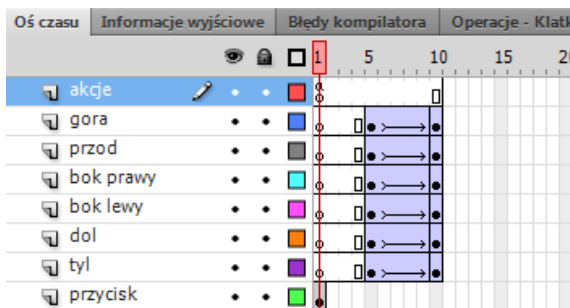 Oś czasu Informacje wyjściowe Błędy kompilatora Operacje - Klatk
1 5 10 15 20
akcje
gora
przod
bok prawy
bok lewy
dol
tyl
przycisk